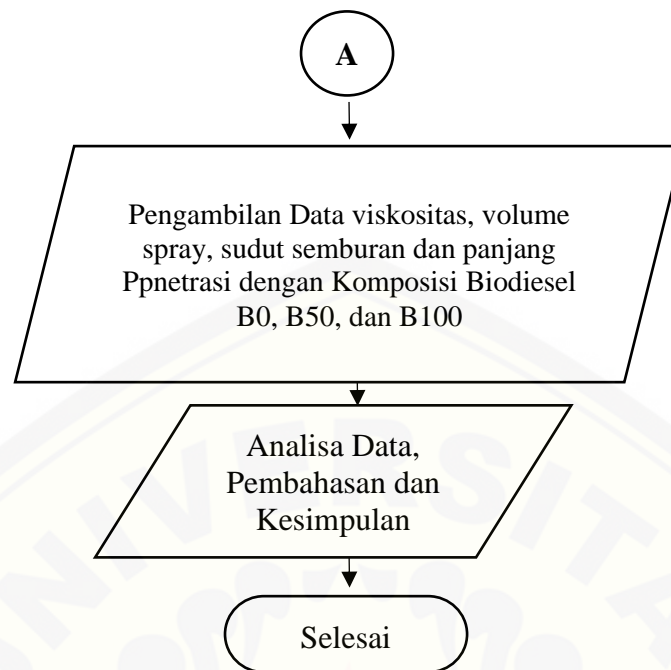 A
Pengambilan Data viskositas, volume
spray, sudut semburan dan panjang
Ppnetrasi dengan Komposisi Biodiesel
B0, B50, dan B100
Analisa Data,
Pembahasan dan
Kesimpulan
Selesai